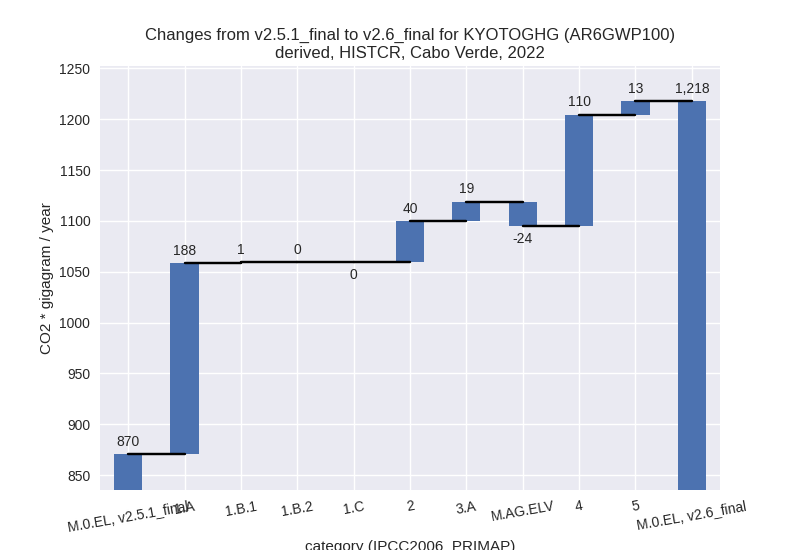 Changes from v2.5.1_final to v2.6_final for KYOTOGHG (AR6GWP100)
derived, HISTCR, Cabo Verde, 2022
1250
1200
1150
1100
1050
1000
950
900
850
CO2 * gigagram / year
870
188
1
0
0
40
19
-24
110
13
1,218
M.0.EL, v2.5.1_final
1.A
1.B.1
1.B.2
1.C
2
3.A
M.AG.ELV
4
5
M.0.EL, v2.6_final
category (IPCC2006_PRIMAP)